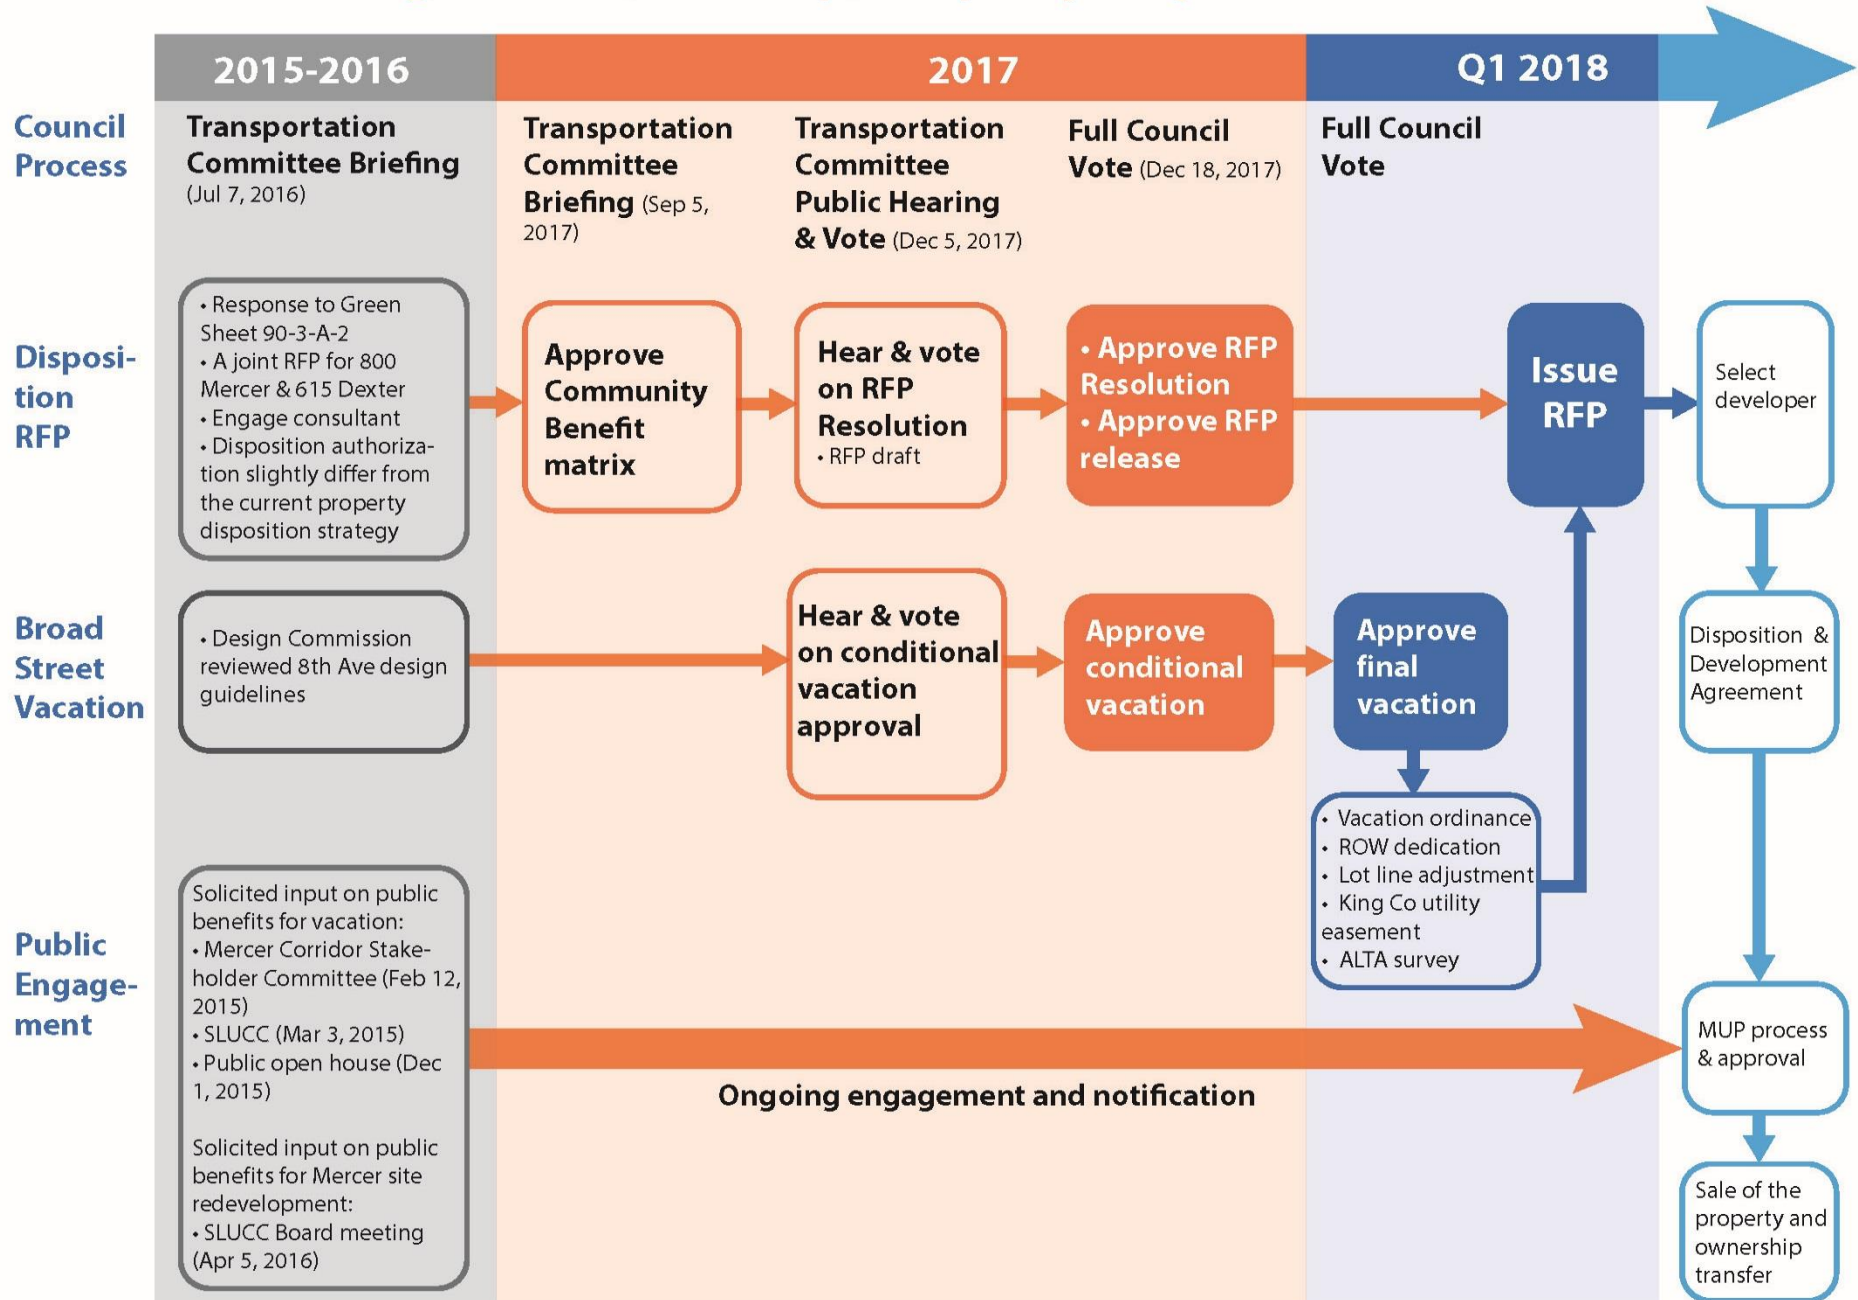 2015-2016
2017
Q1 2018
Council
Process
Transportation
Committee Briefing
(Jul 7, 2016)
Transportation
Committee
Briefing (Sep 5,
2017)
Transportation
Committee
Public Hearing
& Vote (Dec 5, 2017)
Full Council
Vote (Dec 18, 2017)
Full Council
Vote
Disposi-
tion
RFP
• Response to Green
Sheet 90-3-A-2
• A joint RFP for 800
Mercer & 615 Dexter
• Engage consultant
• Disposition authoriza-
tion slightly differ from
the current property
disposition strategy
Approve
Community
Benefit
matrix
Hear & vote
on RFP
Resolution
• RFP draft
• Approve RFP
Resolution
• Approve RFP
release
Issue
RFP
Select
developer
Broad
Street
Vacation
• Design Commission
reviewed 8th Ave design
guidelines
Hear & vote
on conditional
vacation
approval
Approve
conditional
vacation
Approve
final
vacation
Disposition &
Development
Agreement
• Vacation ordinance
• ROW dedication
• Lot line adjustment
• King Co utility
easement
• ALTA survey
Public
Engage-
ment
Solicited input on public
benefits for vacation:
• Mercer Corridor Stake-
holder Committee (Feb 12,
2015)
• SLUCC (Mar 3, 2015)
• Public open house (Dec
1, 2015)
Solicited input on public
benefits for Mercer site
redevelopment:
• SLUCC Board meeting
(Apr 5, 2016)
Ongoing engagement and notification
MUP process
& approval
Sale of the
property and
ownership
transfer